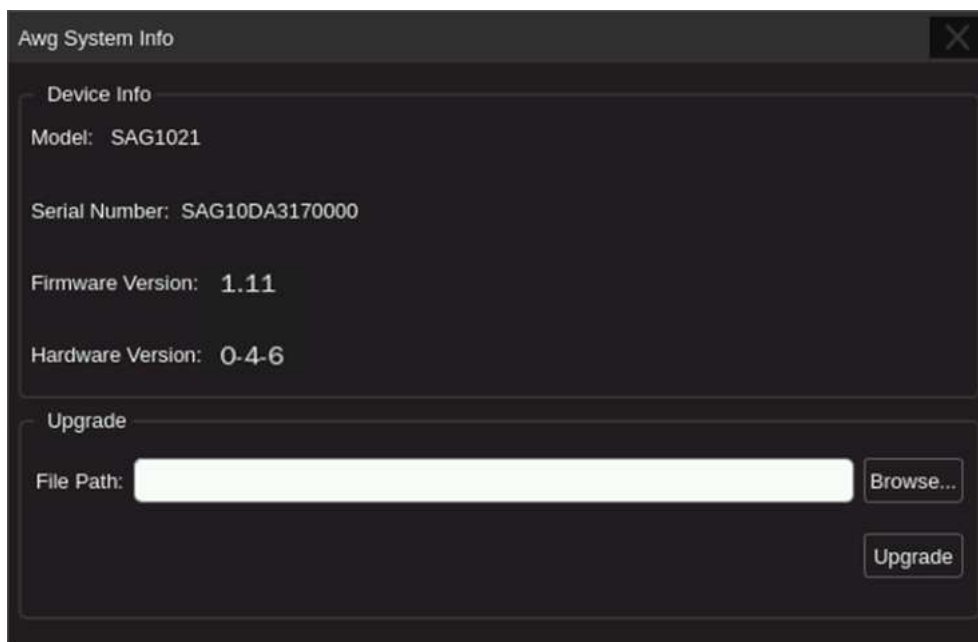 Awg System Info
Device Info
Model: SAG1021
Serial Number: SAG10DA3170000
Firmware Version: 1.11
Hardware Version: 0-4-6
Upgrade
File Path: Browse...
Upgrade